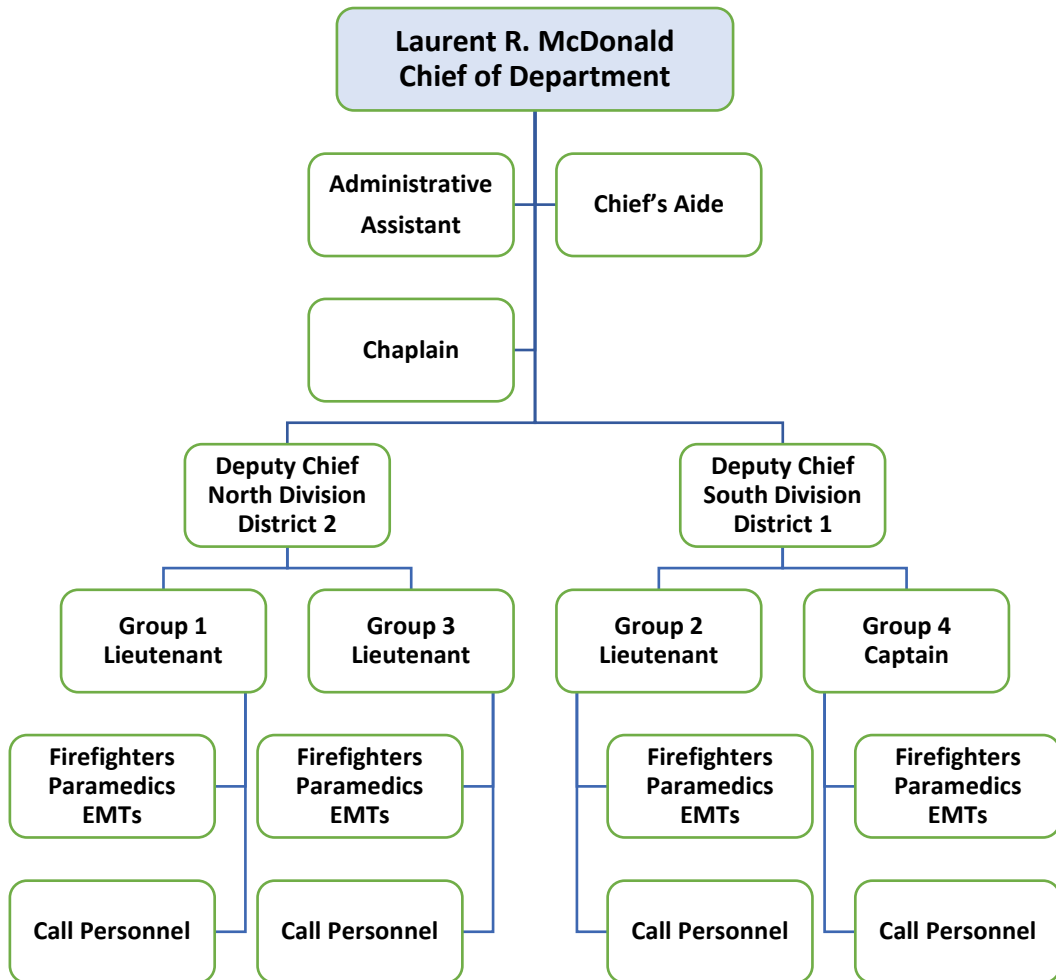 Laurent R. McDonald
Chief of Department
Administrative
Assistant
Chief’s Aide
Chaplain
Deputy Chief
North Division
District 2
Deputy Chief
South Division
District 1
Group 1
Lieutenant
Group 3
Lieutenant
Group 2
Lieutenant
Group 4
Captain
Firefighters
Paramedics
EMTs
Firefighters
Paramedics
EMTs
Firefighters
Paramedics
EMTs
Firefighters
Paramedics
EMTs
Call Personnel
Call Personnel
Call Personnel
Call Personnel